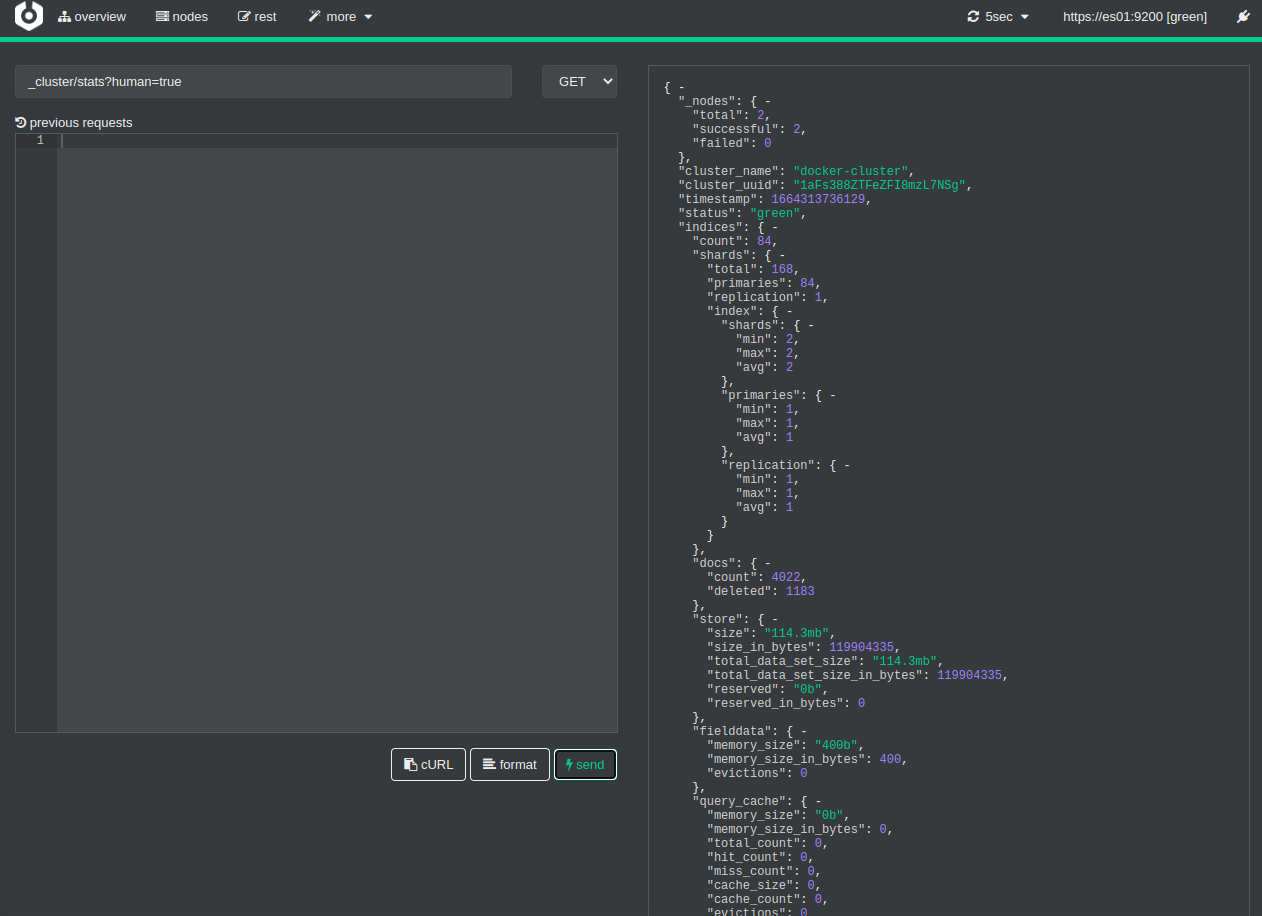 overview nodes rest more 5sec https://es01:9200 [green]
_cluster/stats?human=true GET
previous requests
1
cURL format send
{ -
"_nodes": { -
"total": 2,
"successful": 2,
"failed": 0
},
"cluster_name": "docker-cluster",
"cluster_uuid": "1aFs388ZTFeZFI8mzL7NSg",
"timestamp": 1664313736129,
"status": "green",
"indices": { -
"count": 84,
"shards": { -
"total": 168,
"primaries": 84,
"replication": 1,
"index": { -
"shards": { -
"min": 2,
"max": 2,
"avg": 2
},
"primaries": { -
"min": 1,
"max": 1,
"avg": 1
},
"replication": { -
"min": 1,
"max": 1,
"avg": 1
}
}
},
"docs": { -
"count": 4022,
"deleted": 1183
},
"store": { -
"size": "114.3mb",
"size_in_bytes": 119904335,
"total_data_set_size": "114.3mb",
"total_data_set_size_in_bytes": 119904335,
"reserved": "0b",
"reserved_in_bytes": 0
},
"fielddata": { -
"memory_size": "400b",
"memory_size_in_bytes": 400,
"evictions": 0
},
"query_cache": { -
"memory_size": "0b",
"memory_size_in_bytes": 0,
"total_count": 0,
"hit_count": 0,
"miss_count": 0,
"cache_size": 0,
"cache_count": 0,
"evictions": 0